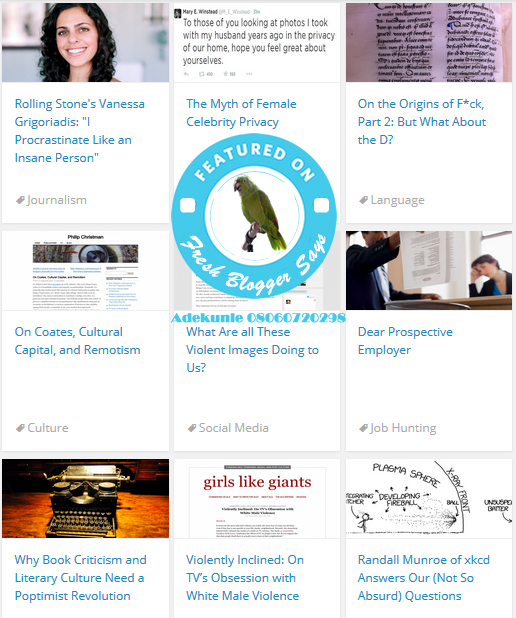 Mary E. Winstead
To those of you looking at photos I took
with my husband years ago in the privacy
of our home, hope you feel great about
yourselves.
Rolling Stone's Vanessa
Grigoriadis: "I
Procrastinate Like an
Insane Person"
Journalism
The Myth of Female
Celebrity Privacy
On the Origins of F*ck,
Part 2: But What About
the D?
Language
FEATURED ON
Fresh Blogger Says
Adekunle 08060720298
Philip Christman
On Coates, Cultural
Capital, and Remotism
Culture
What Are all These
Violent Images Doing to
Us?
Social Media
Dear Prospective
Employer
Job Hunting
Why Book Criticism and
Literary Culture Need a
Poptimist Revolution
girls like giants
Violently Inclined: On TV's Obsession with
White Male Violence
Violently Inclined: On
TV's Obsession with
White Male Violence
PLASMA SPHERE
X-RAY FRONT
DEVELOPING
FIREBALL
BALL
Randall Munroe of xkcd
Answers Our (Not So
Absurd) Questions